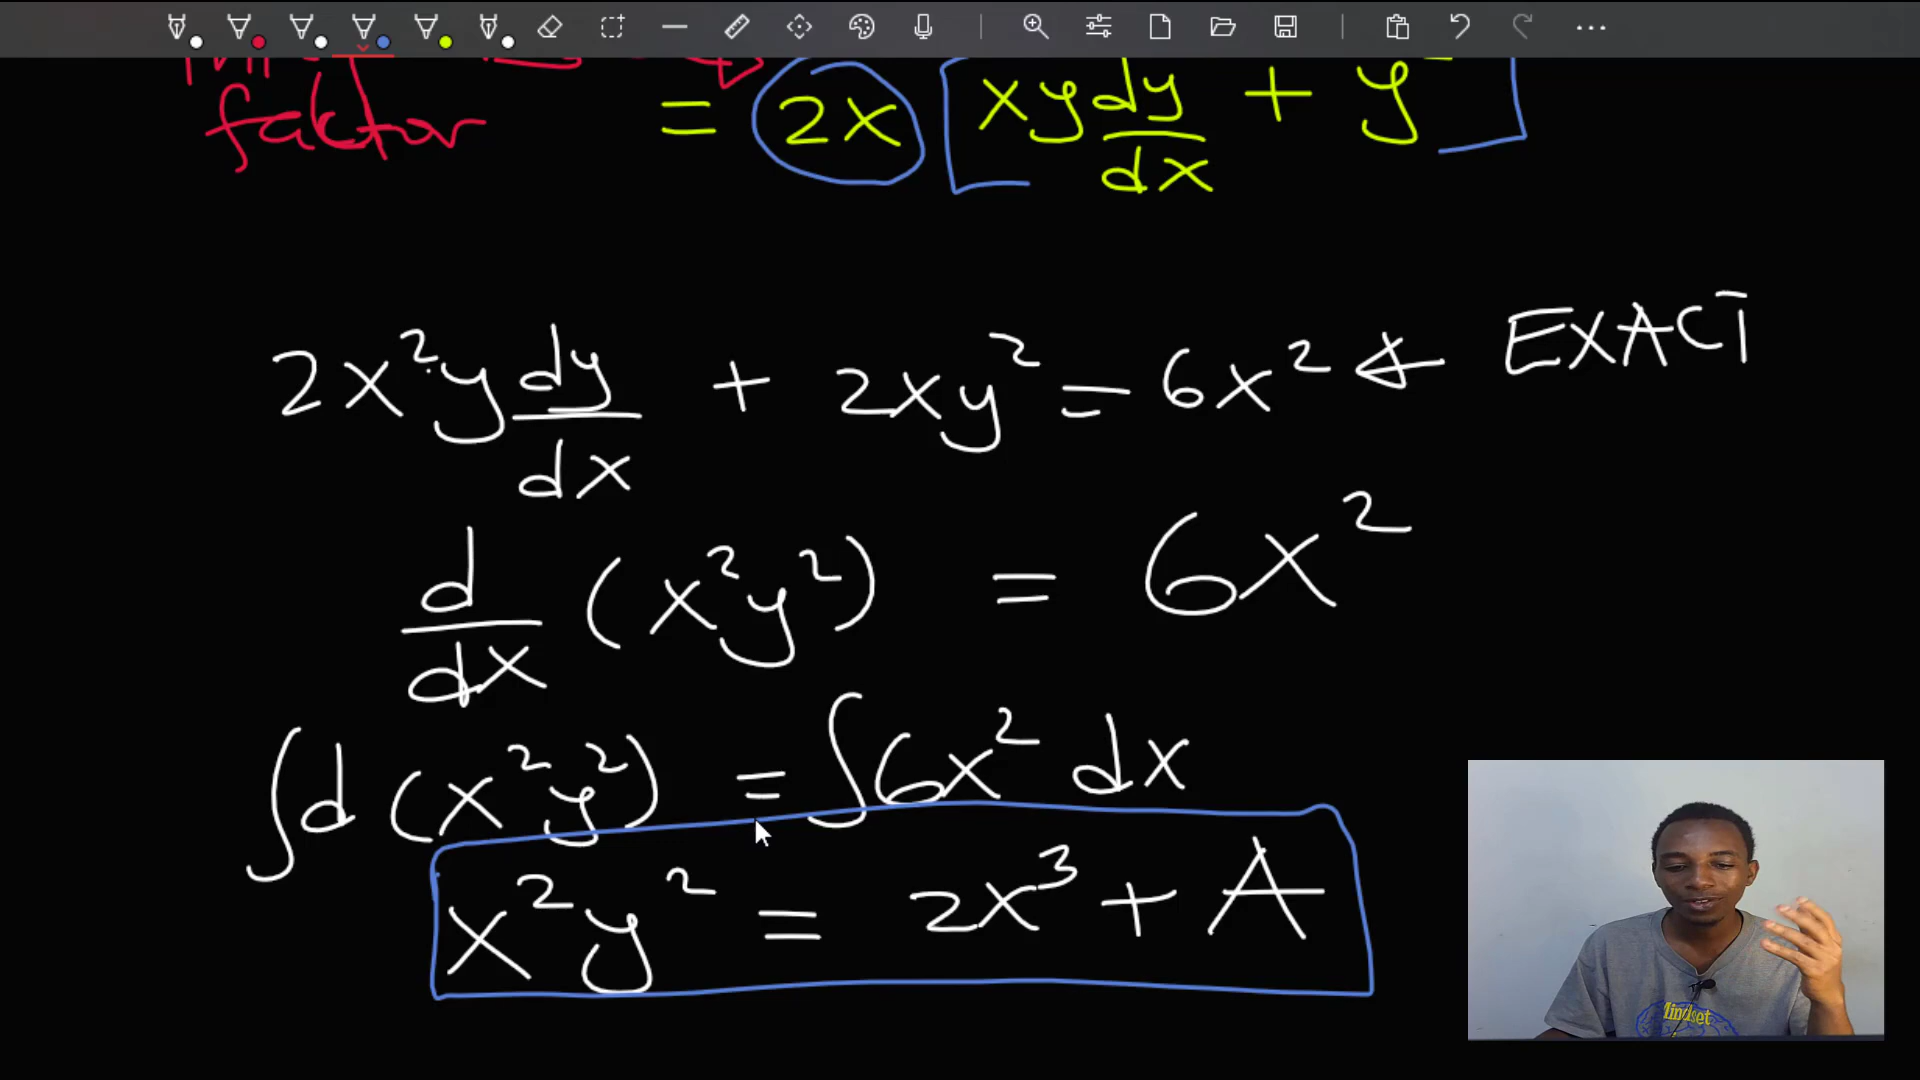 factor
= 2x [xy dy/dx + y
2x²y dy/dx + 2xy² = 6x² ← EXACT
d/dx (x²y²) = 6x²
∫d(x²y²) = ∫6x² dx
x²y² = 2x³ + A
Mindset